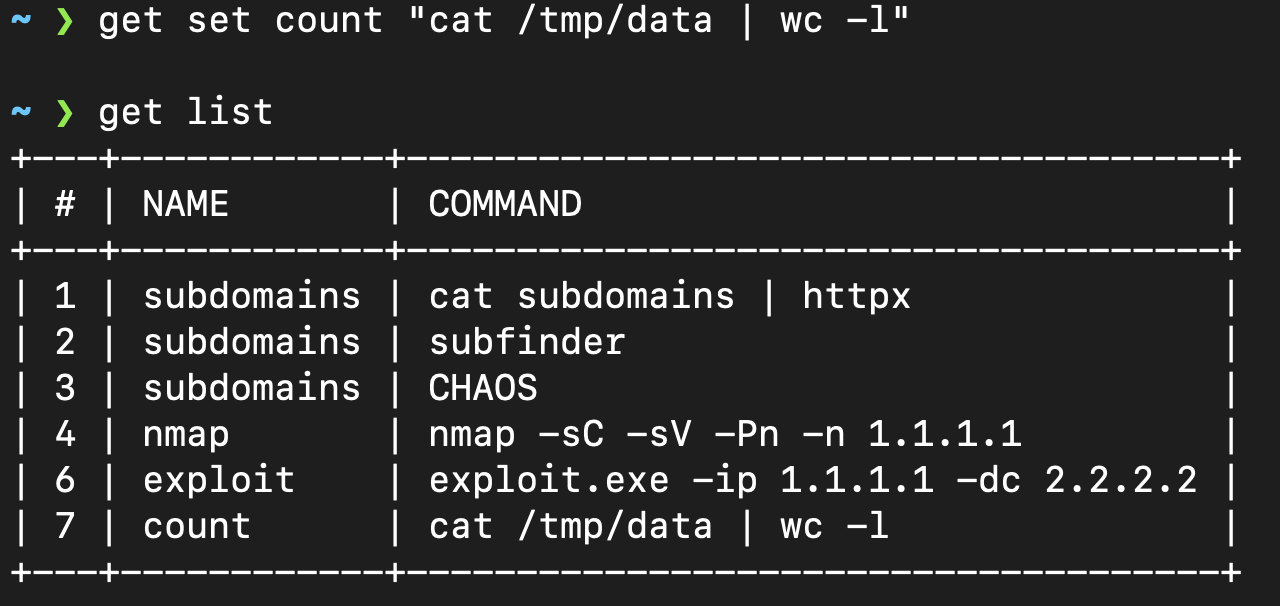 ~ ❯ get set count "cat /tmp/data | wc -l"
~ ❯ get list
+---+------------+-------------------------------------+
| # | NAME       | COMMAND                             |
+---+------------+-------------------------------------+
| 1 | subdomains | cat subdomains | httpx              |
| 2 | subdomains | subfinder                           |
| 3 | subdomains | CHAOS                               |
| 4 | nmap       | nmap -sC -sV -Pn -n 1.1.1.1         |
| 6 | exploit    | exploit.exe -ip 1.1.1.1 -dc 2.2.2.2 |
| 7 | count      | cat /tmp/data | wc -l               |
+---+------------+-------------------------------------+